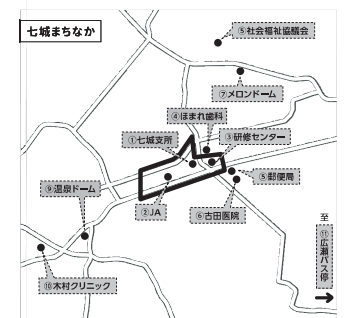 七城まちなか
⑤社会福祉協議会
⑦メロンドーム
④ほまれ歯科
①七城支所
③研修センター
⑤郵便局
⑨温泉ドーム
②JA
⑥古田医院
至
⑪広瀬バス停
⑩木村クリニック